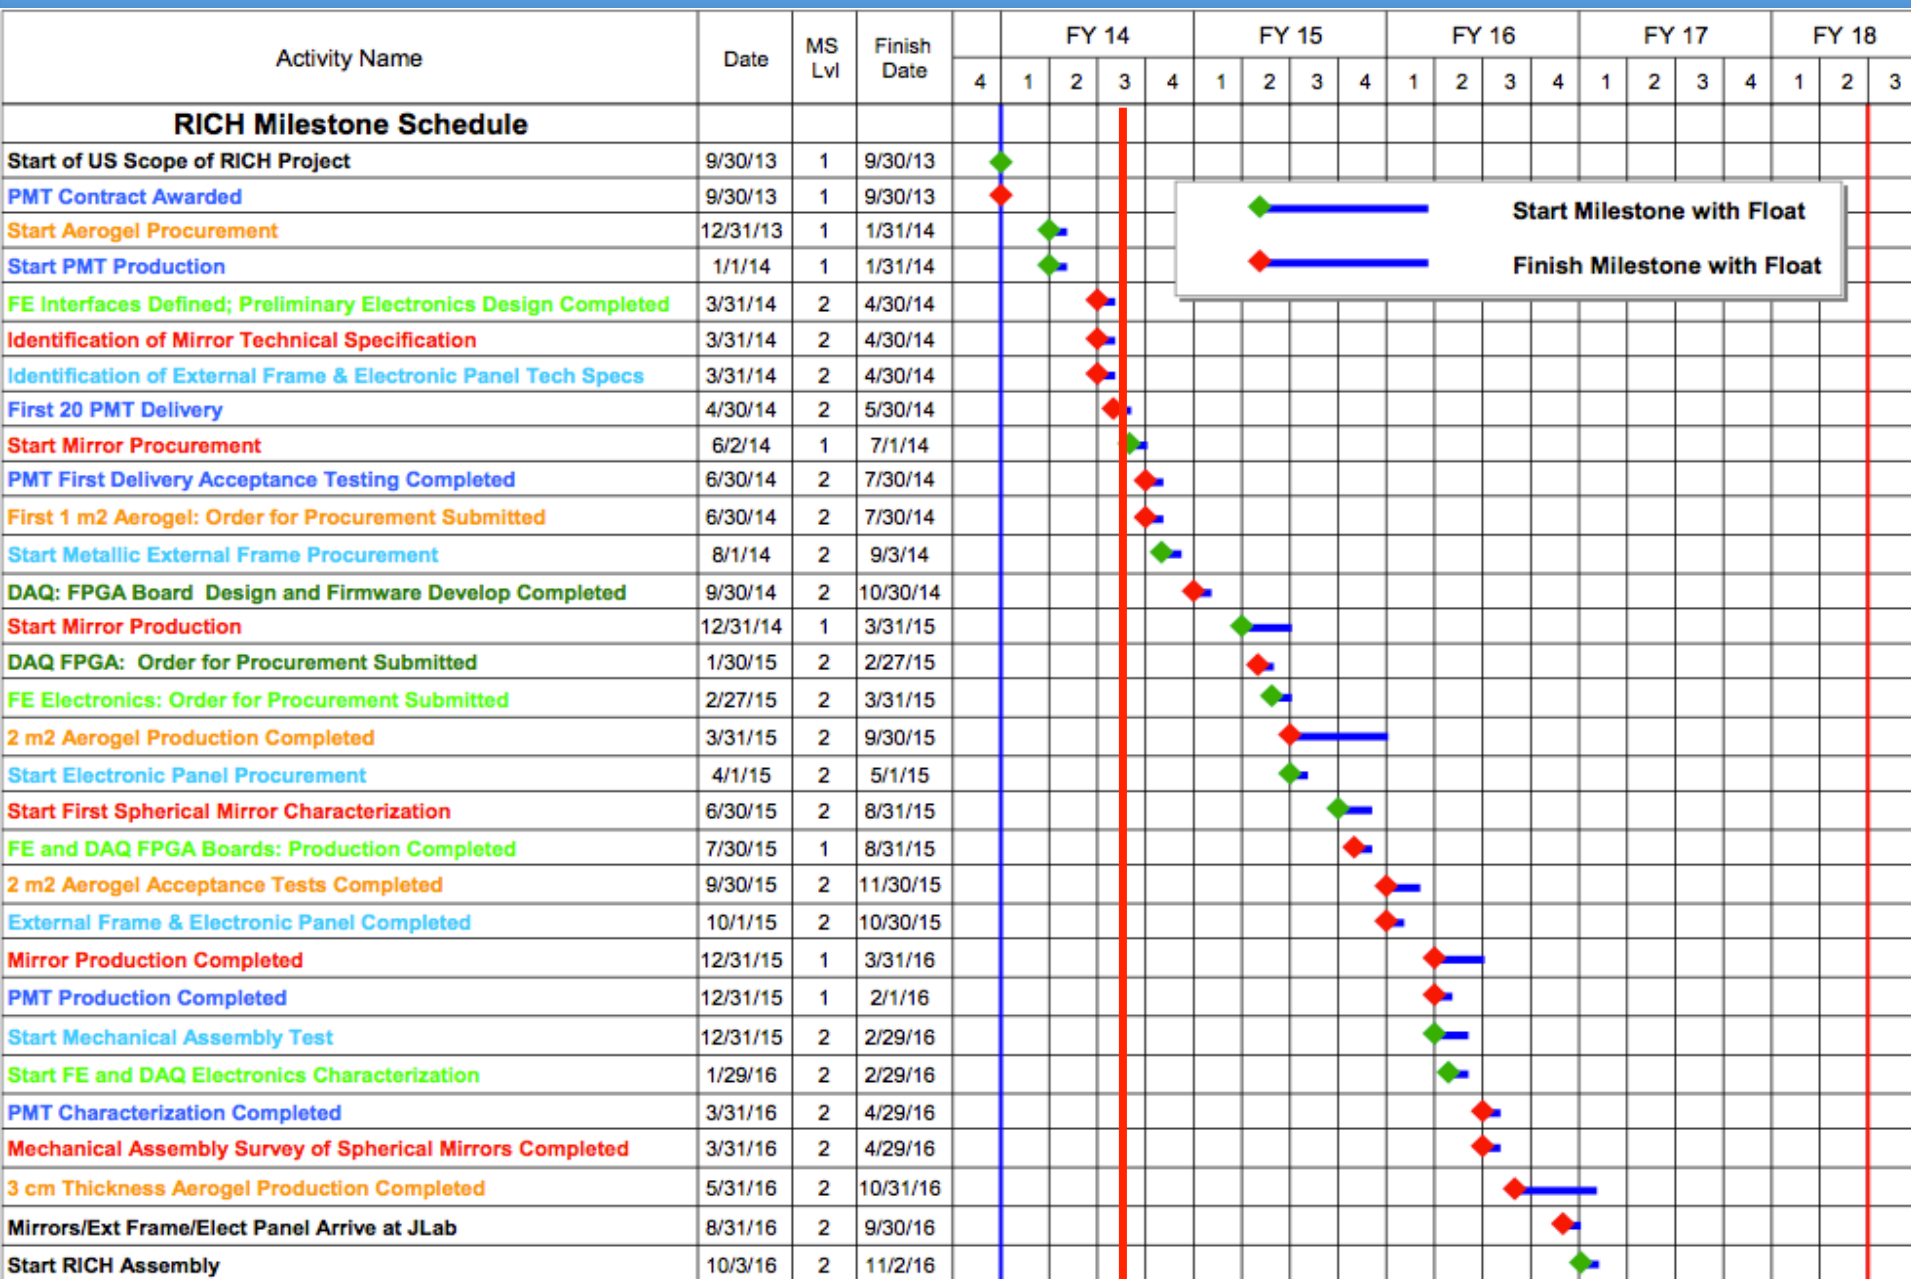 Activity Name Date MS Lvl Finish Date FY 14 FY 15 FY 16 FY 17 FY 18
4 1 2 3 4 1 2 3 4 1 2 3 4 1 2 3 4 1 2 3
RICH Milestone Schedule
Start of US Scope of RICH Project 9/30/13 1 9/30/13
PMT Contract Awarded 9/30/13 1 9/30/13
Start Aerogel Procurement 12/31/13 1 1/31/14
Start PMT Production 1/1/14 1 1/31/14
Start Milestone with Float
Finish Milestone with Float
FE Interfaces Defined; Preliminary Electronics Design Completed 3/31/14 2 4/30/14
Identification of Mirror Technical Specification 3/31/14 2 4/30/14
Identification of External Frame & Electronic Panel Tech Specs 3/31/14 2 4/30/14
First 20 PMT Delivery 4/30/14 2 5/30/14
Start Mirror Procurement 6/2/14 1 7/1/14
PMT First Delivery Acceptance Testing Completed 6/30/14 2 7/30/14
First 1 m2 Aerogel: Order for Procurement Submitted 6/30/14 2 7/30/14
Start Metallic External Frame Procurement 8/1/14 2 9/3/14
DAQ: FPGA Board Design and Firmware Develop Completed 9/30/14 2 10/30/14
Start Mirror Production 12/31/14 1 3/31/15
DAQ FPGA: Order for Procurement Submitted 1/30/15 2 2/27/15
FE Electronics: Order for Procurement Submitted 2/27/15 2 3/31/15
2 m2 Aerogel Production Completed 3/31/15 2 9/30/15
Start Electronic Panel Procurement 4/1/15 2 5/1/15
Start First Spherical Mirror Characterization 6/30/15 2 8/31/15
FE and DAQ FPGA Boards: Production Completed 7/30/15 1 8/31/15
2 m2 Aerogel Acceptance Tests Completed 9/30/15 2 11/30/15
External Frame & Electronic Panel Completed 10/1/15 2 10/30/15
Mirror Production Completed 12/31/15 1 3/31/16
PMT Production Completed 12/31/15 1 2/1/16
Start Mechanical Assembly Test 12/31/15 2 2/29/16
Start FE and DAQ Electronics Characterization 1/29/16 2 2/29/16
PMT Characterization Completed 3/31/16 2 4/29/16
Mechanical Assembly Survey of Spherical Mirrors Completed 3/31/16 2 4/29/16
3 cm Thickness Aerogel Production Completed 5/31/16 2 10/31/16
Mirrors/Ext Frame/Elect Panel Arrive at JLab 8/31/16 2 9/30/16
Start RICH Assembly 10/3/16 2 11/2/16